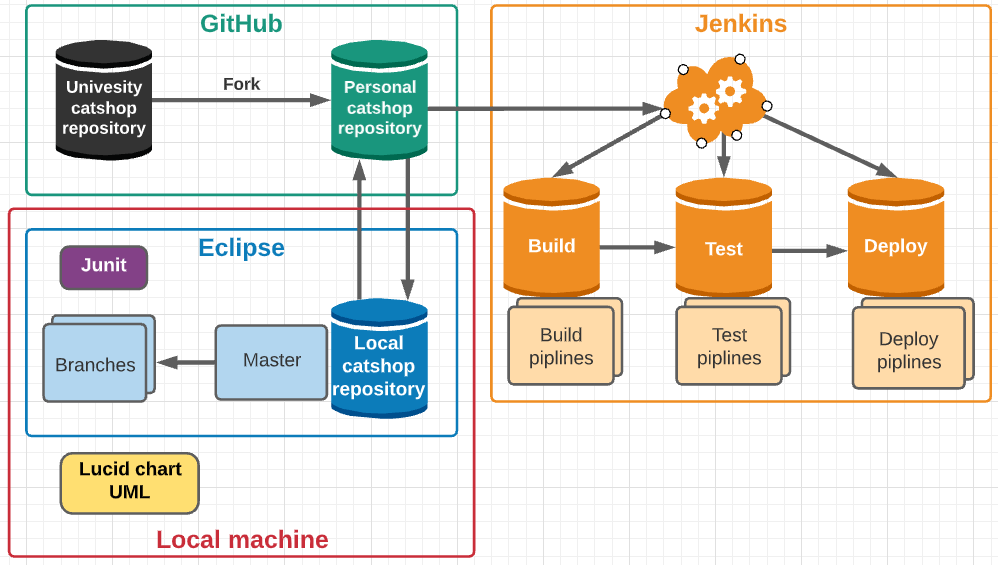 GitHub
Univesity
catshop
repository
Fork
Personal
catshop
repository
Jenkins
Build
Test
Deploy
Build
piplines
Test
piplines
Deploy
piplines
Eclipse
Junit
Branches
Master
Local
catshop
repository
Lucid chart
UML
Local machine